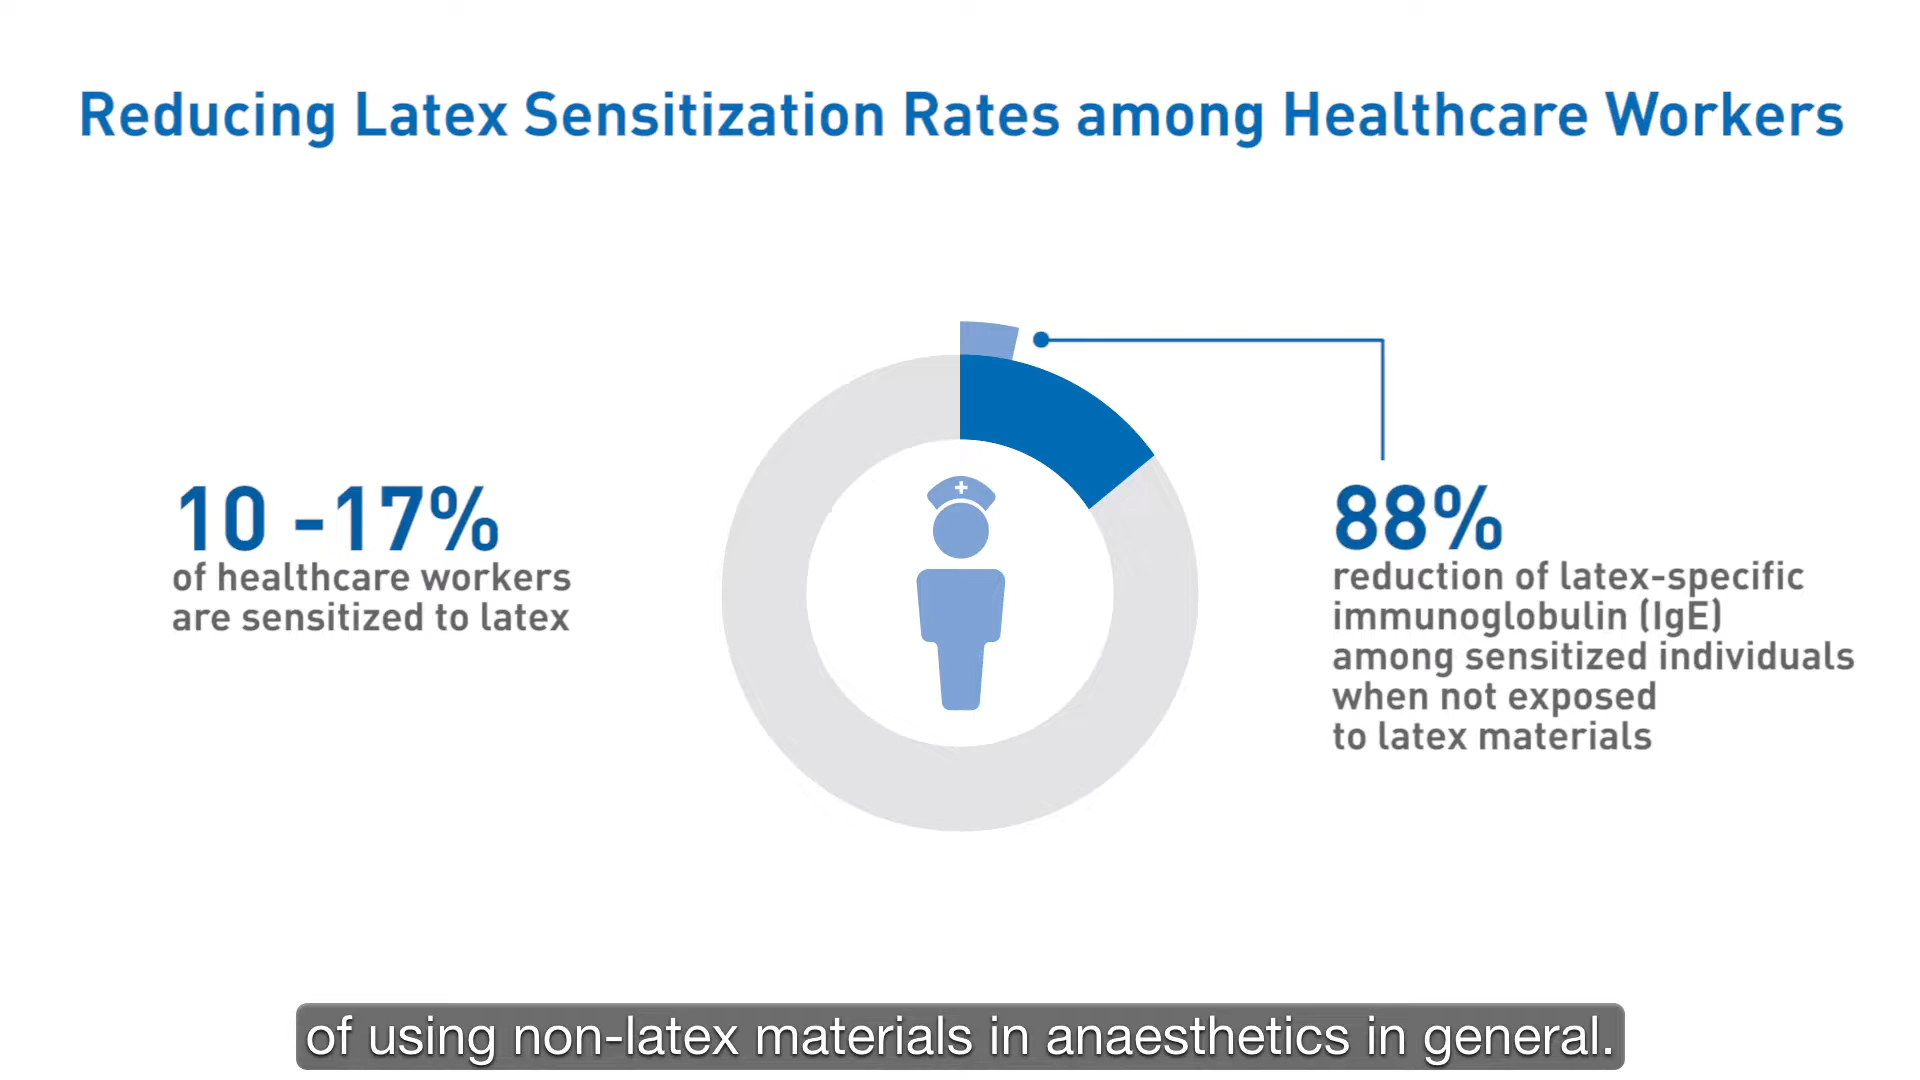 Reducing Latex Sensitization Rates among Healthcare Workers
10 -17%
of healthcare workers
are sensitized to latex
88%
reduction of latex-specific
immunoglobulin (IgE)
among sensitized individuals
when not exposed
to latex materials
of using non-latex materials in anaesthetics in general.